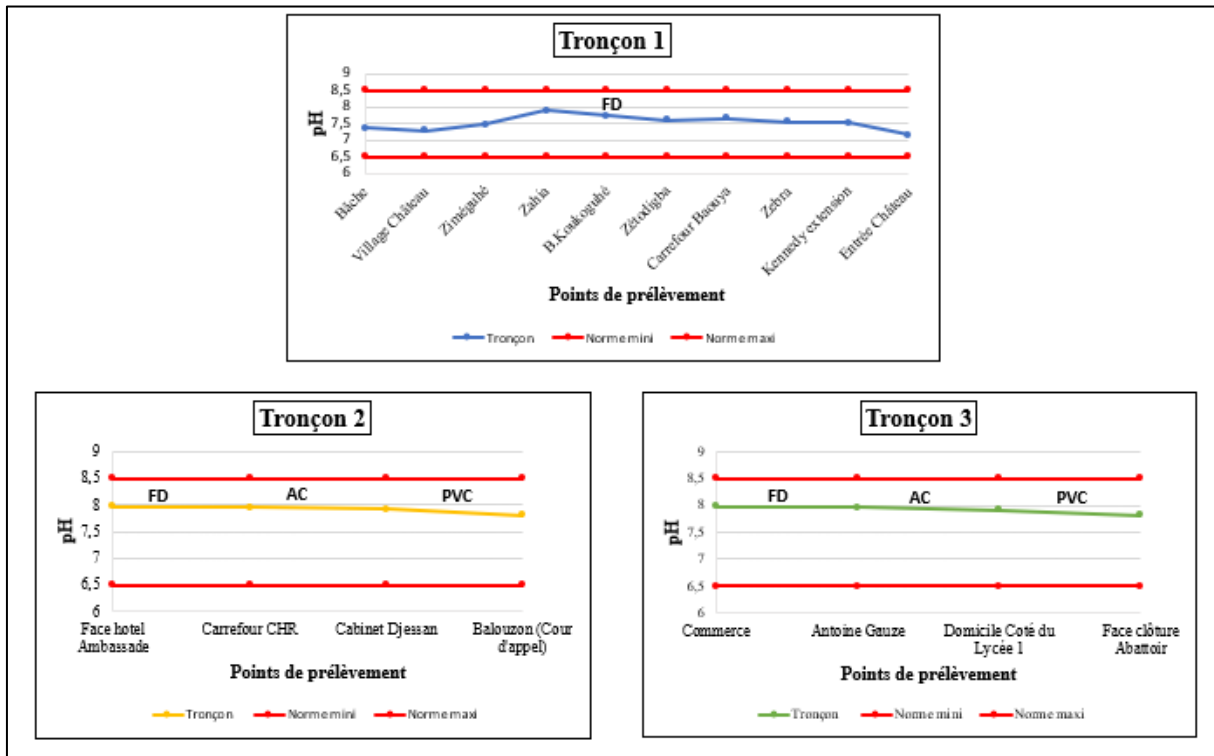 Tronçon 1
9
8,5
8
7,5
7
6,5
6
pH
FD
Bâche
Village Château
Ziméguhé
Zahia
B.Koukoguhé
Zétodigba
Carrefour Baouya
Zebra
Kennedy extension
Entrée Château
Points de prélèvement
Tronçon Norme mini Norme maxi
Tronçon 2
9
8,5
8
7,5
7
6,5
6
pH
FD AC PVC
Face hotel
Ambassade
Carrefour CHR
Cabinet Djessan
Balouzon (Cour
d'appel)
Points de prélèvement
Tronçon Norme mini Norme maxi
Tronçon 3
9
8,5
8
7,5
7
6,5
6
pH
FD AC PVC
Commerce
Antoine Gauze
Domicile Coté du
Lycée 1
Face clôture
Abattoir
Points de prélèvement
Tronçon Norme mini Norme maxi